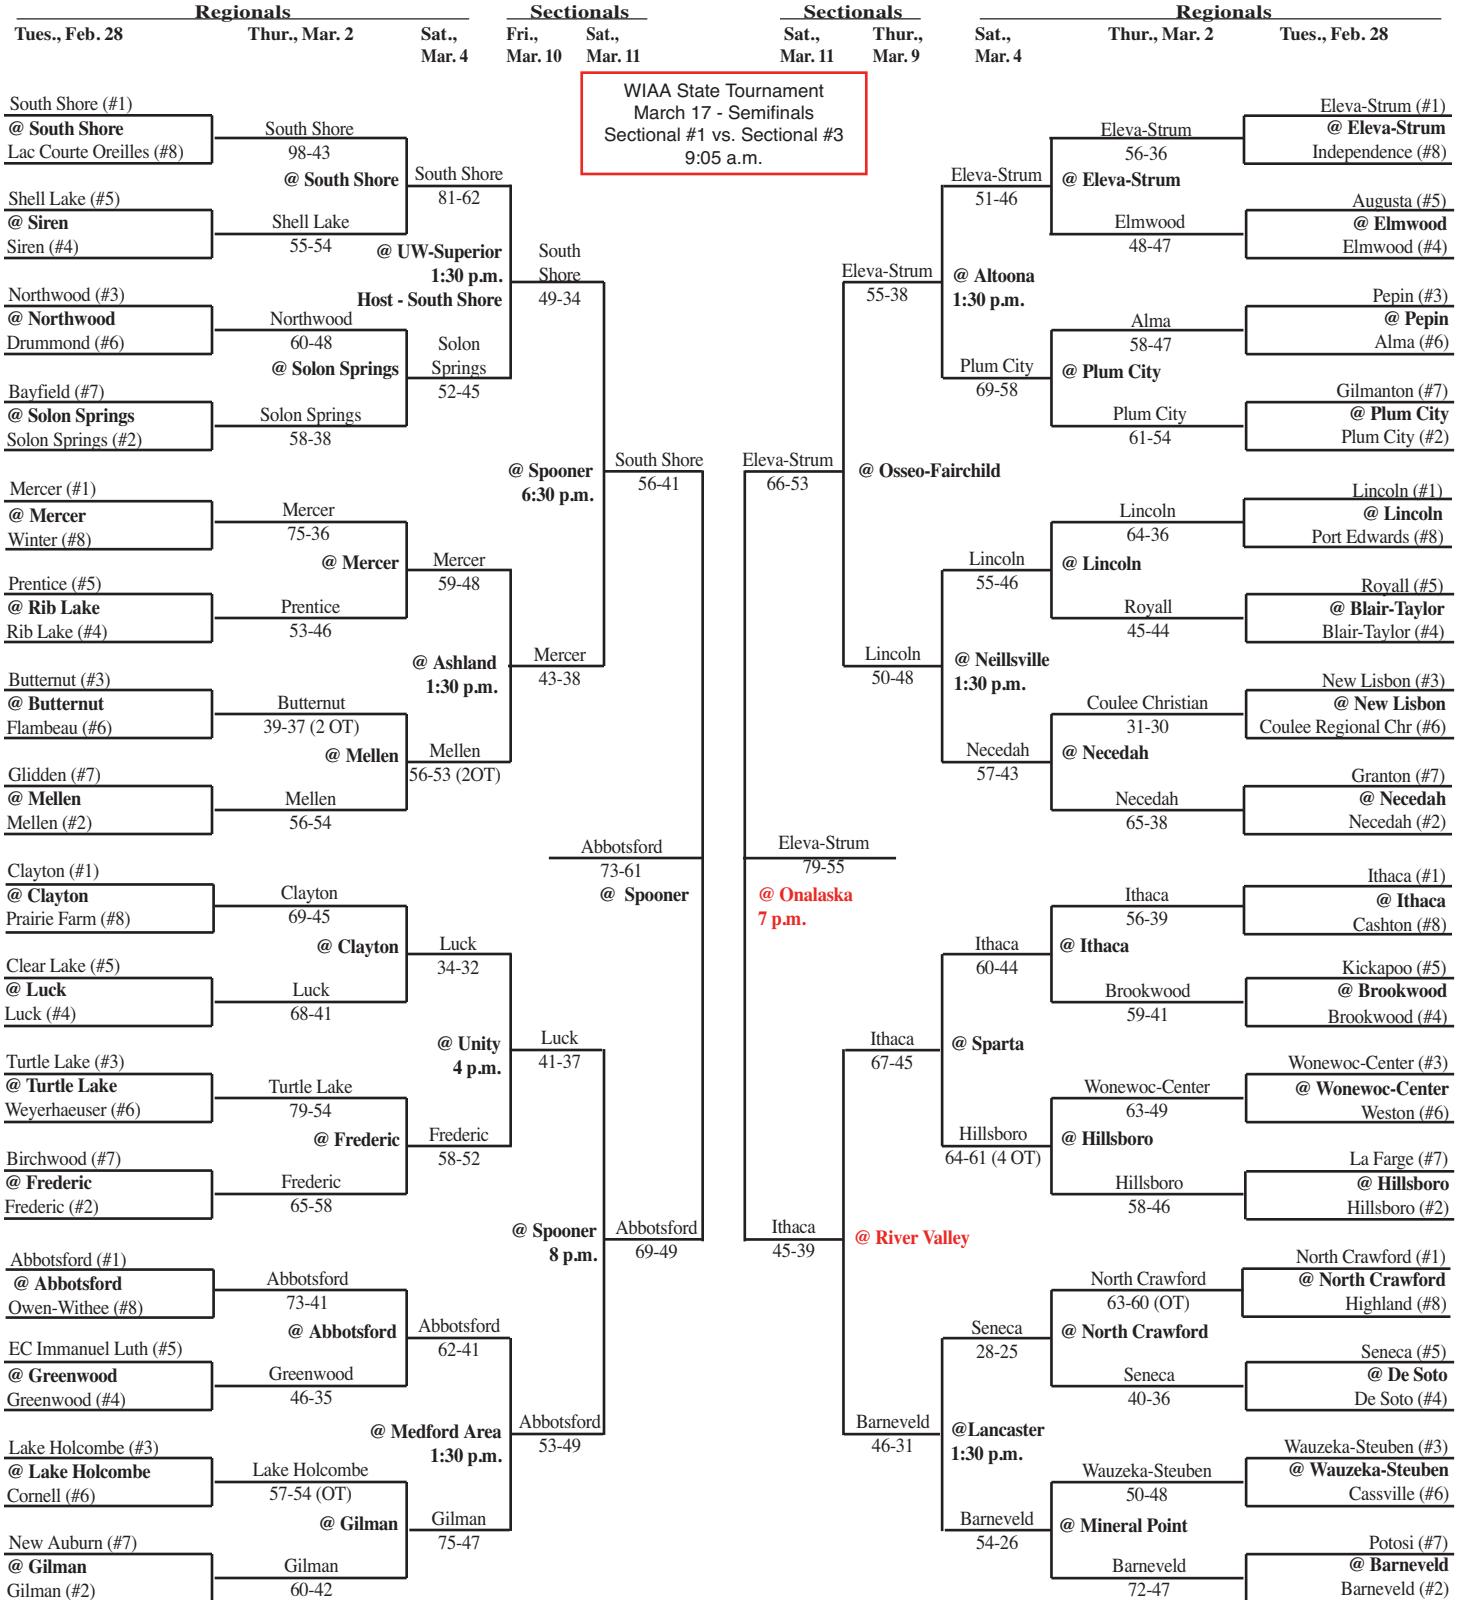 Regionals
Sectionals
Sectionals
Regionals
Tues., Feb. 28
Thur., Mar. 2
Sat.,
Mar. 4
Fri.,
Mar. 10
Sat.,
Mar. 11
Sat.,
Mar. 11
Thur.,
Mar. 9
Sat.,
Mar. 4
Thur., Mar. 2
Tues., Feb. 28
WIAA State Tournament
March 17 - Semifinals
Sectional #1 vs. Sectional #3
9:05 a.m.
South Shore (#1)
@ South Shore
Lac Courte Oreilles (#8)
Shell Lake (#5)
@ Siren
Siren (#4)
Northwood (#3)
@ Northwood
Drummond (#6)
Bayfield (#7)
@ Solon Springs
Solon Springs (#2)
Mercer (#1)
@ Mercer
Winter (#8)
Prentice (#5)
@ Rib Lake
Rib Lake (#4)
Butternut (#3)
@ Butternut
Flambeau (#6)
Glidden (#7)
@ Mellen
Mellen (#2)
Clayton (#1)
@ Clayton
Prairie Farm (#8)
Clear Lake (#5)
@ Luck
Luck (#4)
Turtle Lake (#3)
@ Turtle Lake
Weyerhaeuser (#6)
Birchwood (#7)
@ Frederic
Frederic (#2)
Abbotsford (#1)
@ Abbotsford
Owen-Withee (#8)
EC Immanuel Luth (#5)
@ Greenwood
Greenwood (#4)
Lake Holcombe (#3)
@ Lake Holcombe
Cornell (#6)
New Auburn (#7)
@ Gilman
Gilman (#2)
South Shore
98-43
@ South Shore
Shell Lake
55-54
Northwood
60-48
@ Solon Springs
Solon Springs
58-38
Mercer
75-36
@ Mercer
Prentice
53-46
Butternut
39-37 (2 OT)
@ Mellen
Mellen
56-54
Clayton
69-45
@ Clayton
Luck
68-41
Turtle Lake
79-54
@ Frederic
Frederic
65-58
Abbotsford
73-41
@ Abbotsford
Greenwood
46-35
Lake Holcombe
57-54 (OT)
@ Gilman
Gilman
60-42
South Shore
81-62
@ UW-Superior
1:30 p.m.
Host - South Shore
Solon
Springs
52-45
Mercer
59-48
@ Ashland
1:30 p.m.
Mellen
56-53 (2OT)
Luck
34-32
@ Unity
4 p.m.
Frederic
58-52
Abbotsford
62-41
@ Medford Area
1:30 p.m.
Gilman
75-47
South
Shore
49-34
@ Spooner
6:30 p.m.
Mercer
43-38
Luck
41-37
@ Spooner
8 p.m.
Abbotsford
53-49
South Shore
56-41
Abbotsford
73-61
@ Spooner
Abbotsford
69-49
Eleva-Strum
66-53
Eleva-Strum
79-55
@ Onalaska
7 p.m.
Ithaca
45-39
Eleva-Strum
55-38
@ Osseo-Fairchild
Lincoln
50-48
Ithaca
67-45
@ River Valley
Barneveld
46-31
Eleva-Strum
51-46
@ Altoona
1:30 p.m.
Plum City
69-58
Lincoln
55-46
@ Neillsville
1:30 p.m.
Necedah
57-43
Ithaca
60-44
@ Sparta
Hillsboro
64-61 (4 OT)
Seneca
28-25
@Lancaster
1:30 p.m.
Barneveld
54-26
Eleva-Strum
56-36
@ Eleva-Strum
Elmwood
48-47
Alma
58-47
@ Plum City
Plum City
61-54
Lincoln
64-36
@ Lincoln
Royall
45-44
Coulee Christian
31-30
@ Necedah
Necedah
65-38
Ithaca
56-39
@ Ithaca
Brookwood
59-41
Wonewoc-Center
63-49
@ Hillsboro
Hillsboro
58-46
North Crawford
63-60 (OT)
@ North Crawford
Seneca
40-36
Wauzeka-Steuben
50-48
@ Mineral Point
Barneveld
72-47
Eleva-Strum (#1)
@ Eleva-Strum
Independence (#8)
Augusta (#5)
@ Elmwood
Elmwood (#4)
Pepin (#3)
@ Pepin
Alma (#6)
Gilmanton (#7)
@ Plum City
Plum City (#2)
Lincoln (#1)
@ Lincoln
Port Edwards (#8)
Royall (#5)
@ Blair-Taylor
Blair-Taylor (#4)
New Lisbon (#3)
@ New Lisbon
Coulee Regional Chr (#6)
Granton (#7)
@ Necedah
Necedah (#2)
Ithaca (#1)
@ Ithaca
Cashton (#8)
Kickapoo (#5)
@ Brookwood
Brookwood (#4)
Wonewoc-Center (#3)
@ Wonewoc-Center
Weston (#6)
La Farge (#7)
@ Hillsboro
Hillsboro (#2)
North Crawford (#1)
@ North Crawford
Highland (#8)
Seneca (#5)
@ De Soto
De Soto (#4)
Wauzeka-Steuben (#3)
@ Wauzeka-Steuben
Cassville (#6)
Potosi (#7)
@ Barneveld
Barneveld (#2)